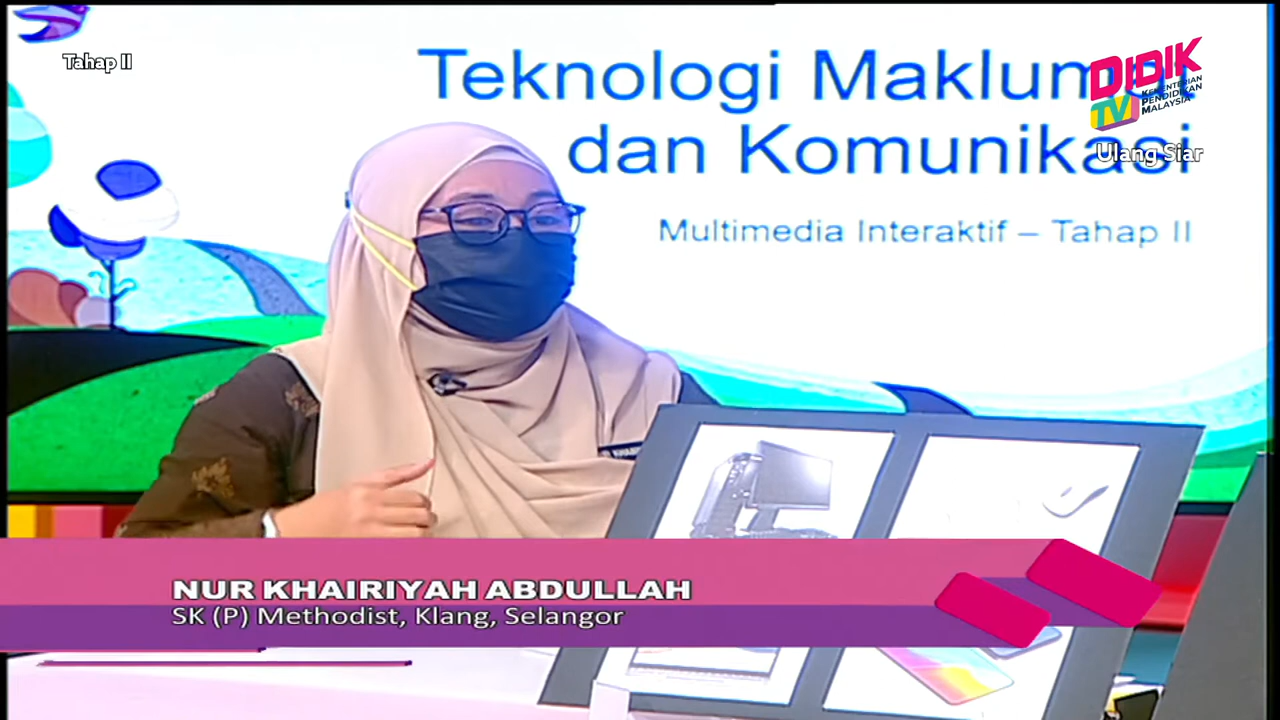 Tahap II
Teknologi Maklumat
dan Komunikasi
Multimedia Interaktif – Tahap II
DIDIK
TV
KEMENTERIAN
PENDIDIKAN
MALAYSIA
Ulang Siar
NUR KHAIRIYAH ABDULLAH
SK (P) Methodist, Klang, Selangor